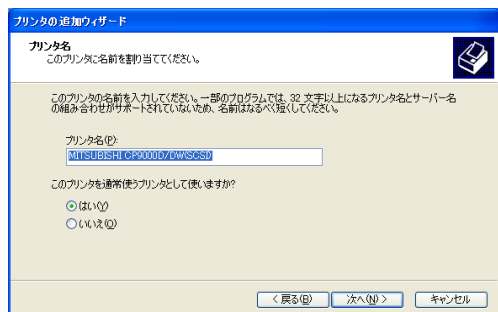 プリンタの追加ウィザード
プリンタ名
このプリンタに名前を割り当ててください。
このプリンタの名前を入力してください。一部のプログラムでは、32 文字以上になるプリンタ名とサーバー名
の組み合わせがサポートされていないため、名前はなるべく短くしてください。
プリンタ名(P):
MITSUBISHI CP9000D/DW(SCSI)
このプリンタを通常使うプリンタとして使いますか?
はい(Y)
いいえ(O)
< 戻る(B)
次へ(N) >
キャンセル